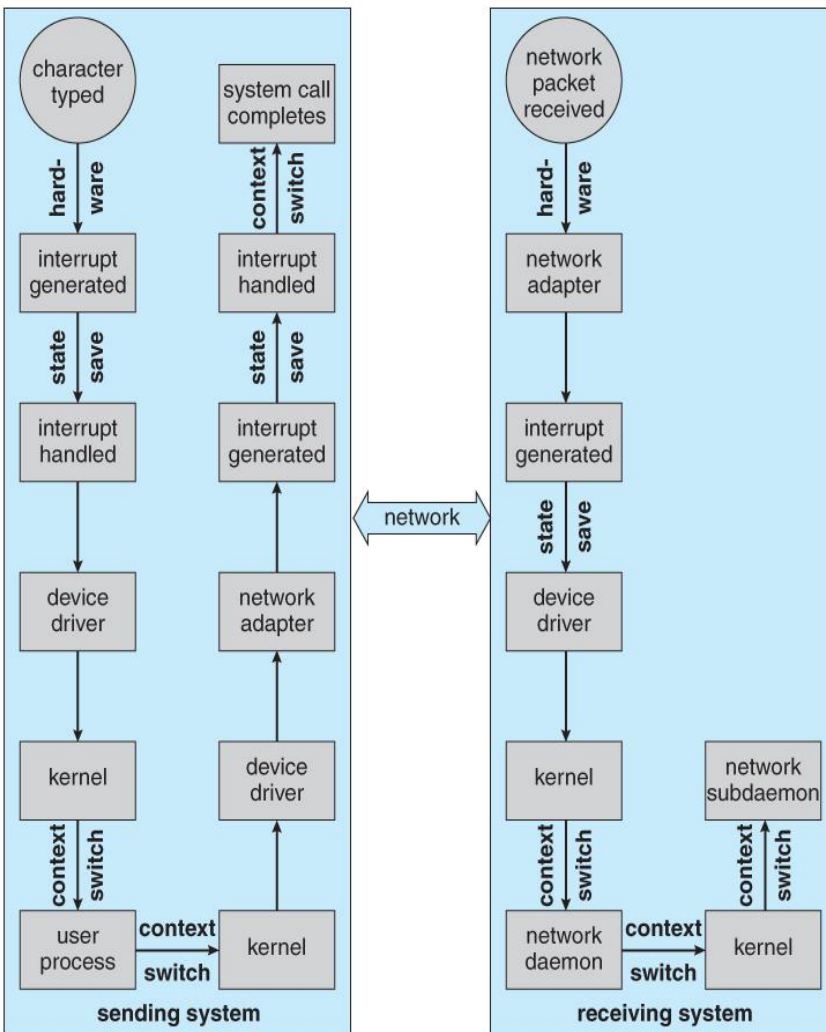 character
typed
hard-
ware
interrupt
generated
state
save
interrupt
handled
device
driver
kernel
context
switch
user
process
context
switch
kernel
device
driver
network
adapter
interrupt
generated
state
save
interrupt
handled
context
switch
system call
completes
sending system
network
network
packet
received
hard-
ware
network
adapter
interrupt
generated
state
save
device
driver
kernel
context
switch
network
daemon
context
switch
kernel
context
switch
network
subdaemon
receiving system